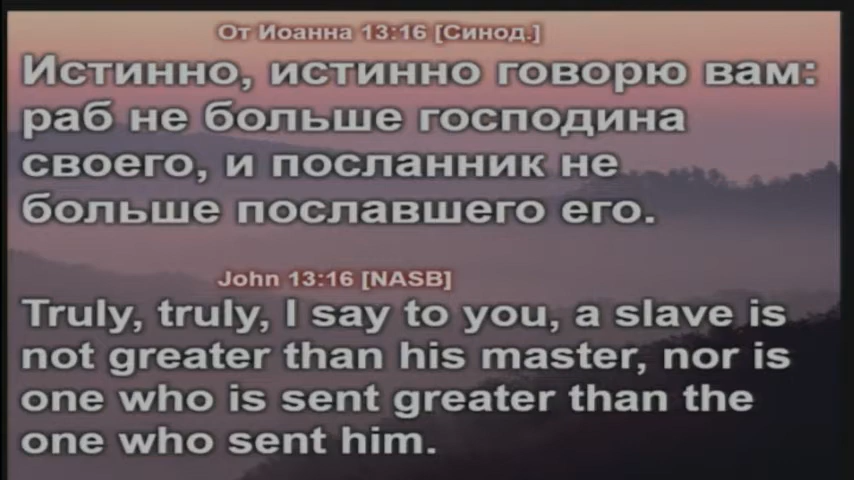 От Иоанна 13:16 [Синод.]
Истинно, истинно говорю вам:
раб не больше господина
своего, и посланник не
больше пославшего его.
John 13:16 [NASB]
Truly, truly, I say to you, a slave is
not greater than his master, nor is
one who is sent greater than the
one who sent him.